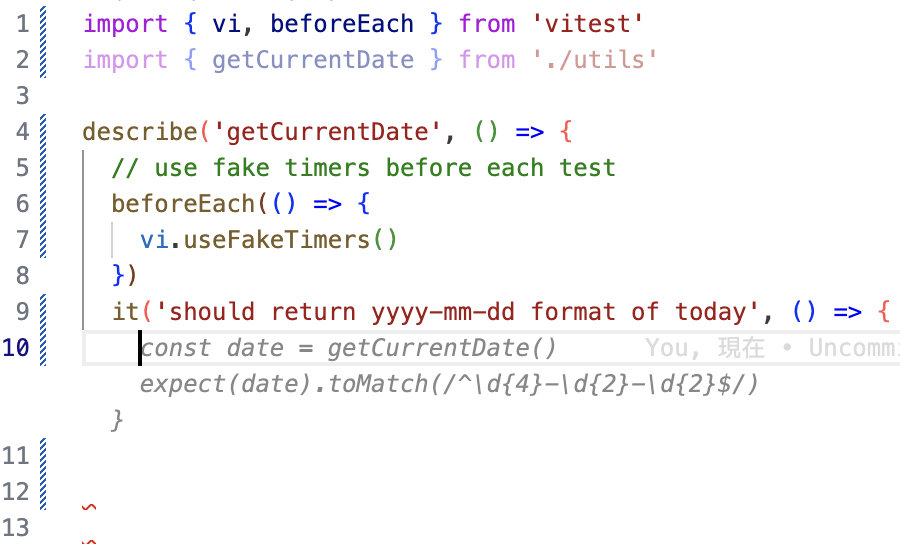 1 import { vi, beforeEach } from 'vitest'
2 import { getCurrentDate } from './utils'
3
4 describe('getCurrentDate', () => {
5 // use fake timers before each test
6 beforeEach(() => {
7 vi.useFakeTimers()
8 })
9 it('should return yyyy-mm-dd format of today', () => {
10 const date = getCurrentDate() You, 現在 • Uncommi
expect(date).toMatch(/^\d{4}-\d{2}-\d{2}$/)
}
11
12
13